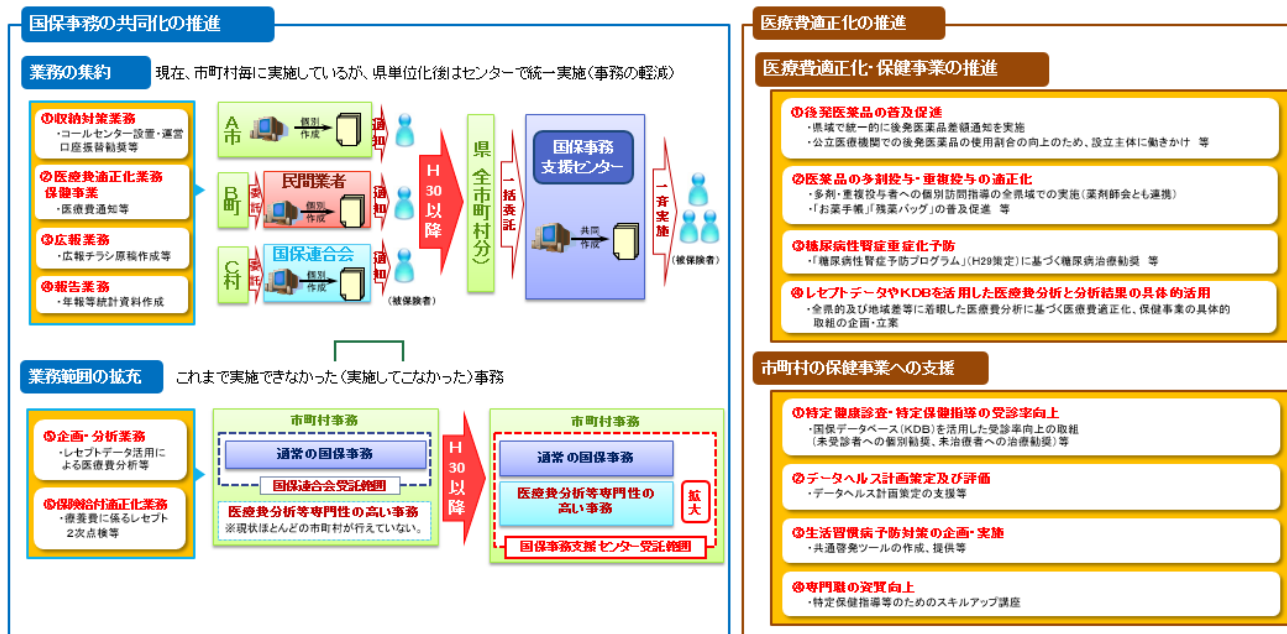 国保事務の共同化の推進
業務の集約
現在、市町村毎に実施しているが、県単位化後はセンターで統一実施(事務の軽減)
①収納対策業務
・コールセンター設置・運営
口座振替勧奨等
②医療費適正化業務
保健事業
・医療費通知等
③広報業務
・広報チラシ原稿作成等
④報告業務
・年報等統計資料作成
A市
個別
作成
通知
B町
委託
民間業者
個別
作成
通知
C村
委託
国保連合会
個別
作成
通知
(被保険者)
H30以降
県(全市町村分)
一括委託
国保事務
支援センター
共同
作成
一斉実施
(被保険者)
業務範囲の拡充
これまで実施できなかった(実施してこなかった)事務
⑤企画・分析業務
・レセプトデータ活用に
よる医療費分析等
⑥保険給付適正化業務
・療養費に係るレセプト
2次点検等
市町村事務
通常の国保事務
国保連合会受託範囲
医療費分析等専門性の高い事務
※現状ほとんどの市町村が行えていない。
H30以降
市町村事務
通常の国保事務
医療費分析等専門性の
高い事務
拡大
国保事務支援センター受託範囲
医療費適正化の推進
医療費適正化・保健事業の推進
①後発医薬品の普及促進
・県域で統一的に後発医薬品差額通知を実施
・公立医療機関での後発医薬品の使用割合の向上のため、設立主体に働きかけ 等
②医薬品の多剤投与・重複投与の適正化
・多剤・重複投与者への個別訪問指導の全県域での実施(薬剤師会とも連携)
・「お薬手帳」「残薬バッグ」の普及促進 等
③糖尿病性腎症重症化予防
・「糖尿病性腎症予防プログラム」(H29策定)に基づく糖尿病治療勧奨 等
④レセプトデータやKDBを活用した医療費分析と分析結果の具体的活用
・全県的及び地域差等に着眼した医療費分析に基づく医療費適正化、保健事業の具体的
取組の企画・立案
市町村の保健事業への支援
①特定健康診査・特定保健指導の受診率向上
・国保データベース(KDB)を活用した受診率向上の取組
(未受診者への個別勧奨、未治療者への治療勧奨)等
②データヘルス計画策定及び評価
・データヘルス計画策定の支援等
③生活習慣病予防対策の企画・実施
・共通啓発ツールの作成、提供等
④専門職の資質向上
・特定保健指導等のためのスキルアップ講座